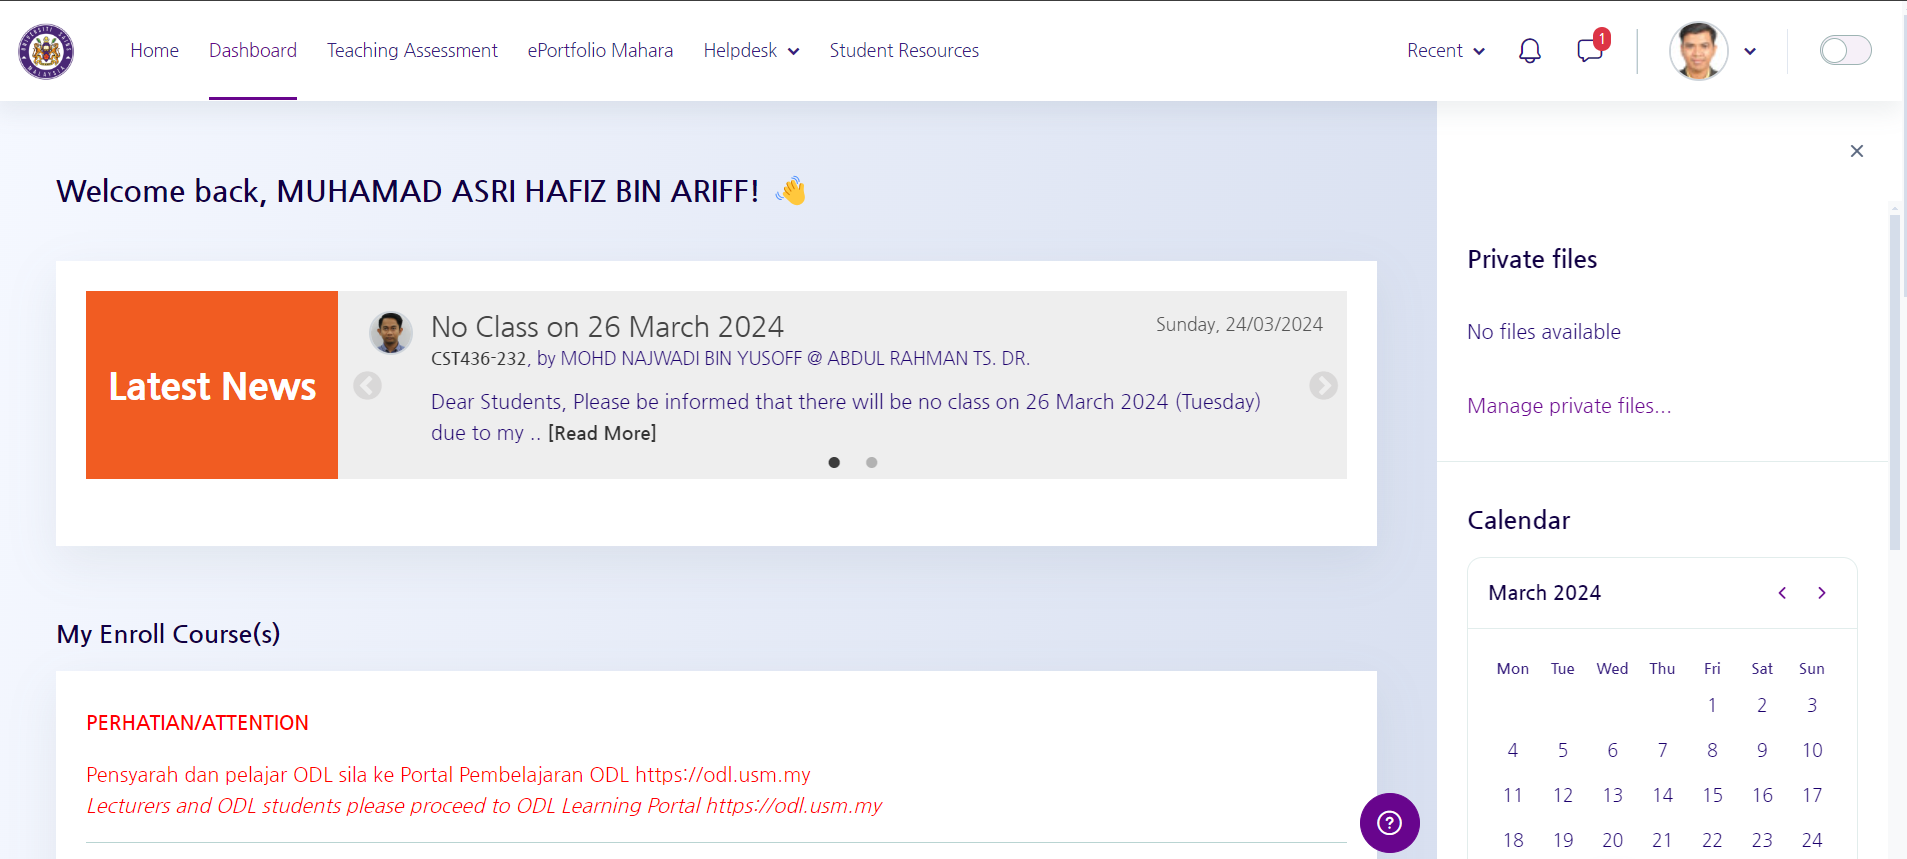 Home Dashboard Teaching Assessment ePortfolio Mahara Helpdesk Student Resources Recent 1
Welcome back, MUHAMAD ASRI HAFIZ BIN ARIFF! 👋
Latest News
No Class on 26 March 2024
Sunday, 24/03/2024
CST436-232, by MOHD NAJWADI BIN YUSOFF @ ABDUL RAHMAN TS. DR.
Dear Students, Please be informed that there will be no class on 26 March 2024 (Tuesday)
due to my .. [Read More]
My Enroll Course(s)
PERHATIAN/ATTENTION
Pensyarah dan pelajar ODL sila ke Portal Pembelajaran ODL https://odl.usm.my
Lecturers and ODL students please proceed to ODL Learning Portal https://odl.usm.my
Private files
No files available
Manage private files...
Calendar
March 2024
Mon Tue Wed Thu Fri Sat Sun
1 2 3
4 5 6 7 8 9 10
11 12 13 14 15 16 17
18 19 20 21 22 23 24